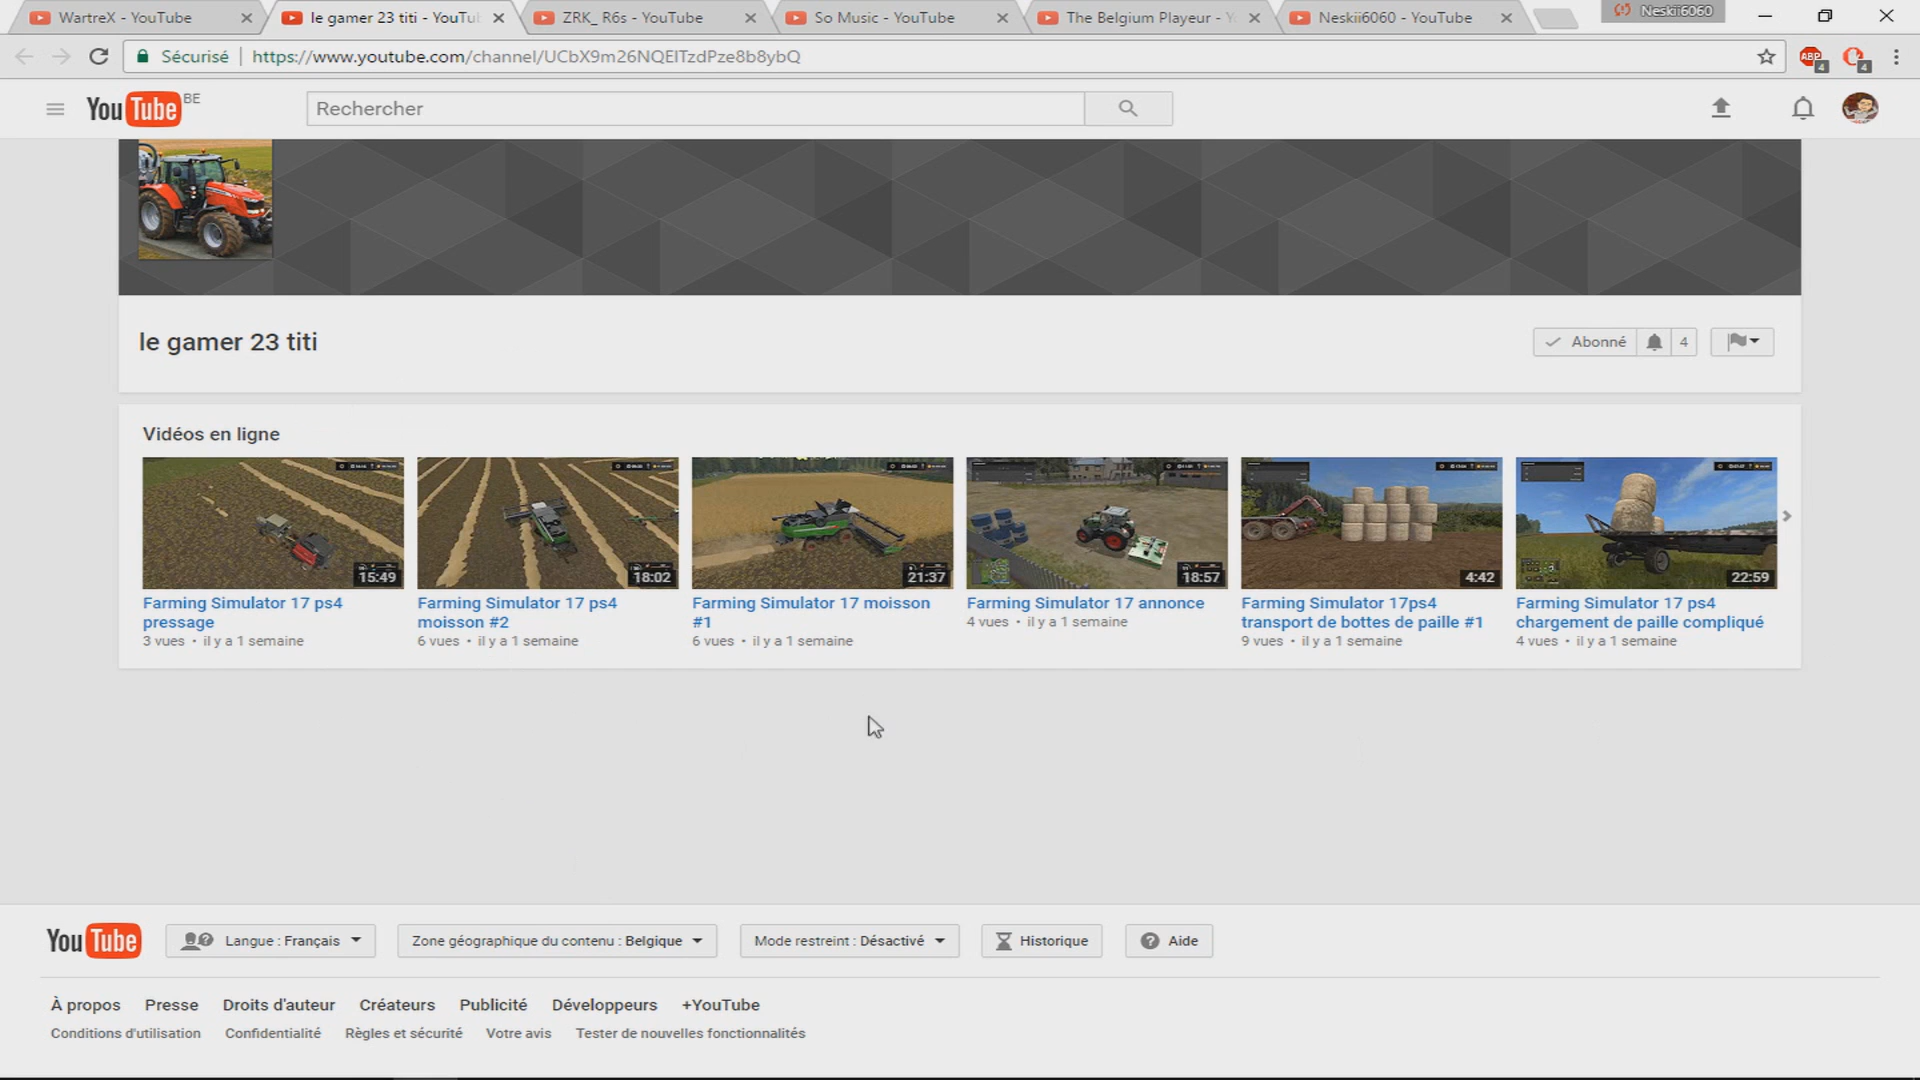 WartreX - YouTube
le gamer 23 titi - YouTu
ZRK_ R6s - YouTube
So Music - YouTube
The Belgium Playeur - Y
Neskii6060 - YouTube
Neskii6060
Sécurisé
https://www.youtube.com/channel/UCbX9m26NQEITzdPze8b8ybQ
ABP
4
4
YouTube BE
Rechercher
le gamer 23 titi
Abonné
4
Vidéos en ligne
15:49
18:02
21:37
18:57
4:42
22:59
Farming Simulator 17 ps4
pressage
3 vues • il y a 1 semaine
Farming Simulator 17 ps4
moisson #2
6 vues • il y a 1 semaine
Farming Simulator 17 moisson
#1
6 vues • il y a 1 semaine
Farming Simulator 17 annonce
4 vues • il y a 1 semaine
Farming Simulator 17ps4
transport de bottes de paille #1
9 vues • il y a 1 semaine
Farming Simulator 17 ps4
chargement de paille compliqué
4 vues • il y a 1 semaine
YouTube
Langue : Français
Zone géographique du contenu : Belgique
Mode restreint : Désactivé
Historique
Aide
À propos Presse Droits d'auteur Créateurs Publicité Développeurs +YouTube
Conditions d'utilisation Confidentialité Règles et sécurité Votre avis Tester de nouvelles fonctionnalités